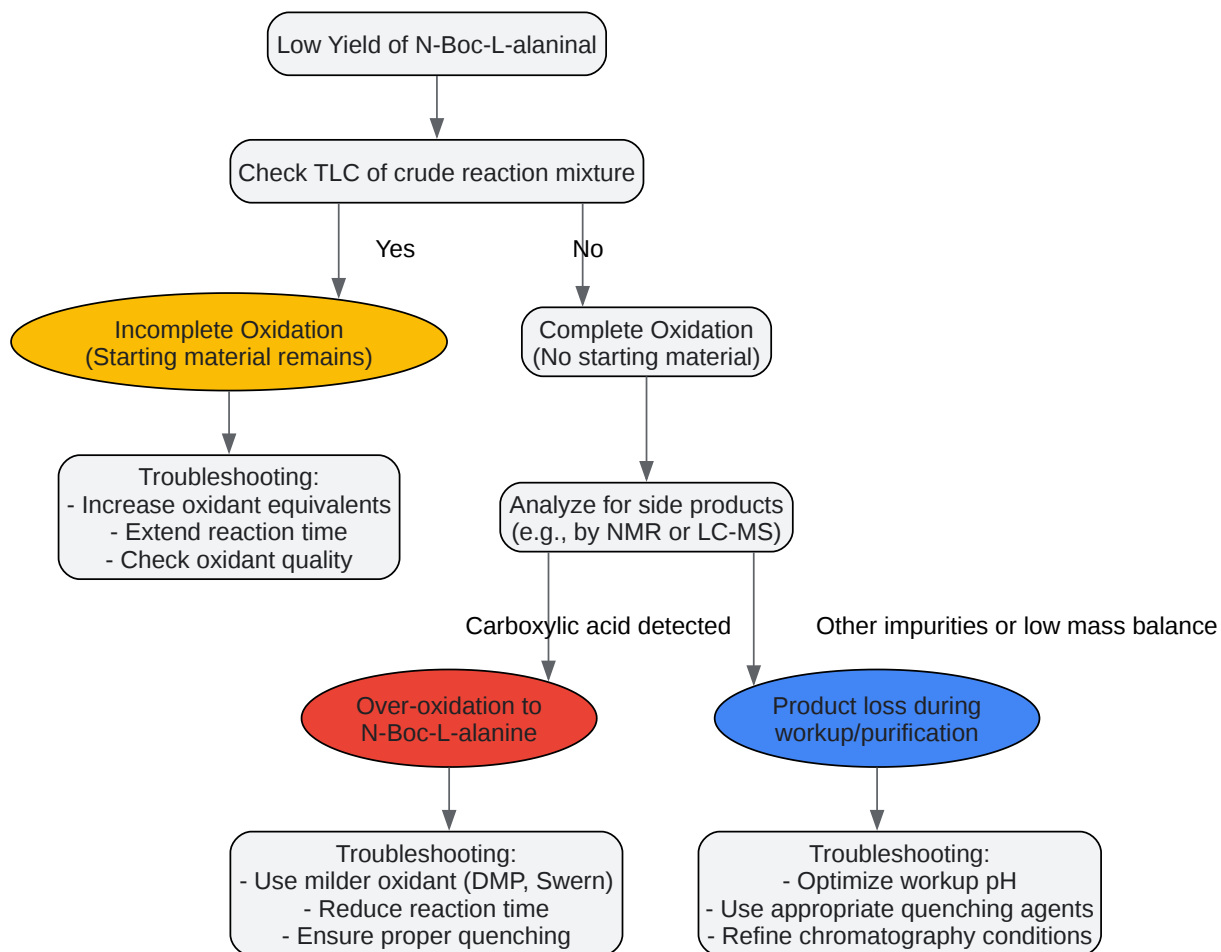 Low Yield of N-Boc-L-alaninal
Check TLC of crude reaction mixture
Yes
No
Incomplete Oxidation
(Starting material remains)
Complete Oxidation
(No starting material)
Troubleshooting:
- Increase oxidant equivalents
- Extend reaction time
- Check oxidant quality
Analyze for side products
(e.g., by NMR or LC-MS)
Carboxylic acid detected
Other impurities or low mass balance
Over-oxidation to
N-Boc-L-alanine
Product loss during
workup/purification
Troubleshooting:
- Use milder oxidant (DMP, Swern)
- Reduce reaction time
- Ensure proper quenching
Troubleshooting:
- Optimize workup pH
- Use appropriate quenching agents
- Refine chromatography conditions